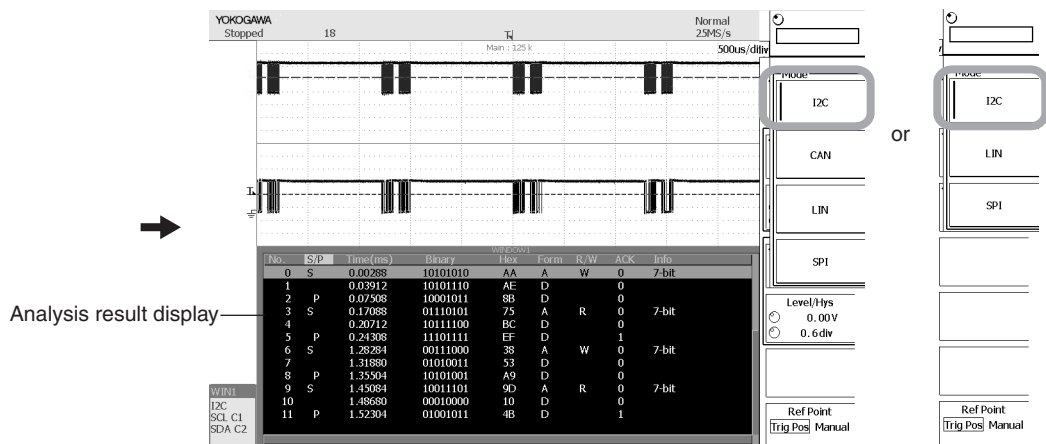 YOKOGAWA
Stopped 18
Normal
25MS/s
Main : 125 k
500us/div
WINDOW1
No. S/P Time(ms) Binary Hex Form R/W ACK Info
0 S 0.00288 10101010 AA A W 0 7-bit
1 0.03912 10101110 AE D 0
2 P 0.07508 10001011 8B D 0
3 S 0.17088 01110101 75 A R 0 7-bit
4 0.20712 10111100 BC D 0
5 P 0.24308 11101111 EF D 1
6 S 1.28284 00111000 38 A W 0 7-bit
7 1.31880 01010011 53 D 0
8 P 1.35504 10101001 A9 D 0
9 S 1.45084 10011101 9D A R 0 7-bit
10 1.48680 00010000 10 D 0
11 P 1.52304 01001011 4B D 1
Analysis result display
WIN1
I2C
SCL C1
SDA C2
Mode
I2C
CAN
LIN
SPI
Level/Hys
0.00V
0.6div
Ref Point
Trig Pos Manual
or
Mode
I2C
LIN
SPI
Ref Point
Trig Pos Manual